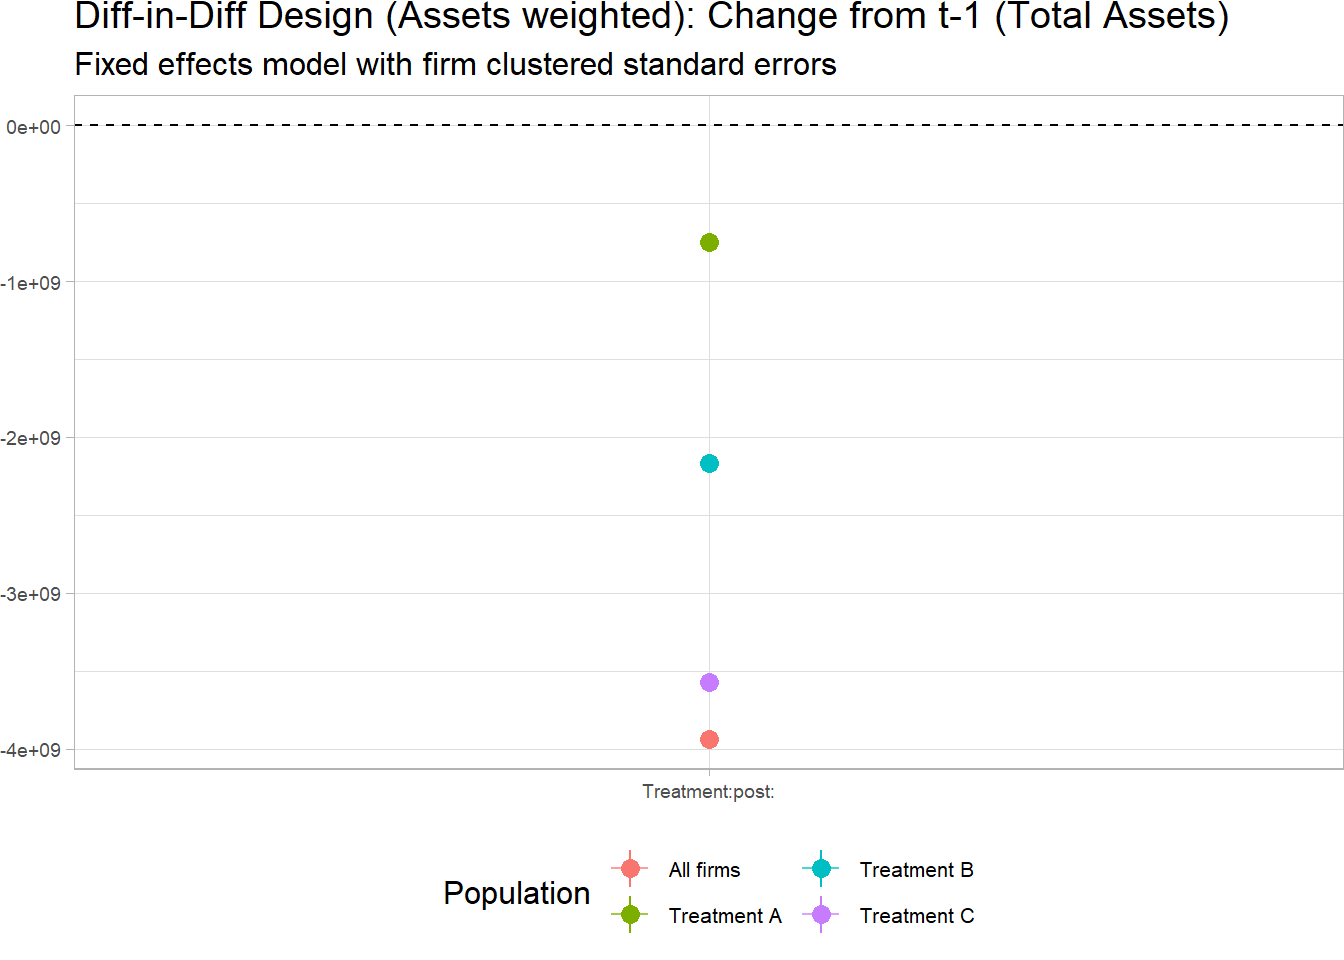 Diff-in-Diff Design (Assets weighted): Change from t-1 (Total Assets)
Fixed effects model with firm clustered standard errors
0e+00
-1e+09
-2e+09
-3e+09
-4e+09
Treatment:post:
Population
All firms
Treatment A
Treatment B
Treatment C